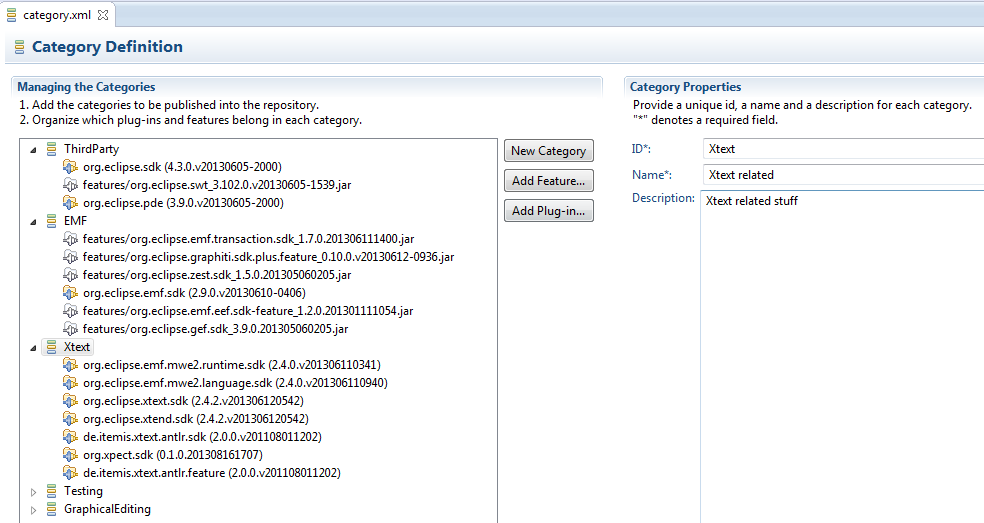 category.xml
Category Definition
Managing the Categories
1. Add the categories to be published into the repository.
2. Organize which plug-ins and features belong in each category.
ThirdParty
org.eclipse.sdk (4.3.0.v20130605-2000)
features/org.eclipse.swt_3.102.0.v20130605-1539.jar
org.eclipse.pde (3.9.0.v20130605-2000)
EMF
features/org.eclipse.emf.transaction.sdk_1.7.0.201306111400.jar
features/org.eclipse.graphiti.sdk.plus.feature_0.10.0.v20130612-0936.jar
features/org.eclipse.zest.sdk_1.5.0.201305060205.jar
org.eclipse.emf.sdk (2.9.0.v20130610-0406)
features/org.eclipse.emf.eef.sdk-feature_1.2.0.201301111054.jar
features/org.eclipse.gef.sdk_3.9.0.201305060205.jar
Xtext
org.eclipse.emf.mwe2.runtime.sdk (2.4.0.v201306110341)
org.eclipse.emf.mwe2.language.sdk (2.4.0.v201306110940)
org.eclipse.xtext.sdk (2.4.2.v201306120542)
org.eclipse.xtend.sdk (2.4.2.v201306120542)
de.itemis.xtext.antlr.sdk (2.0.0.v201108011202)
org.xpect.sdk (0.1.0.201308161707)
de.itemis.xtext.antlr.feature (2.0.0.v201108011202)
Testing
GraphicalEditing
New Category
Add Feature...
Add Plug-in...
Category Properties
Provide a unique id, a name and a description for each category.
"*" denotes a required field.
ID*: Xtext
Name*: Xtext related
Description: Xtext related stuff